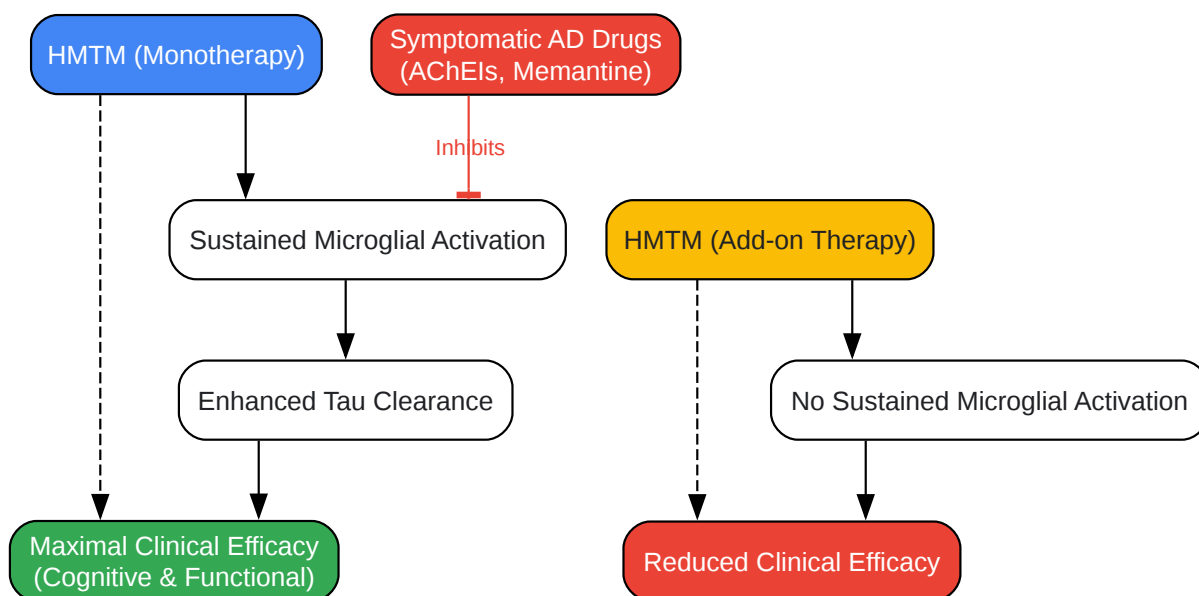 HMTM (Monotherapy)
Symptomatic AD Drugs
(AChEIs, Memantine)
Inhibits
Sustained Microglial Activation
HMTM (Add-on Therapy)
Enhanced Tau Clearance
No Sustained Microglial Activation
Maximal Clinical Efficacy
(Cognitive & Functional)
Reduced Clinical Efficacy